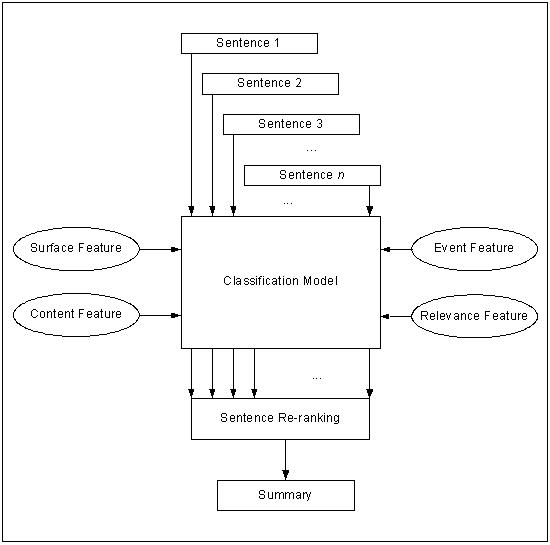 Sentence 1
Sentence 2
Sentence 3
...
Sentence n
...
Surface Feature
Event Feature
Classification Model
Content Feature
Relevance Feature
...
Sentence Re-ranking
Summary